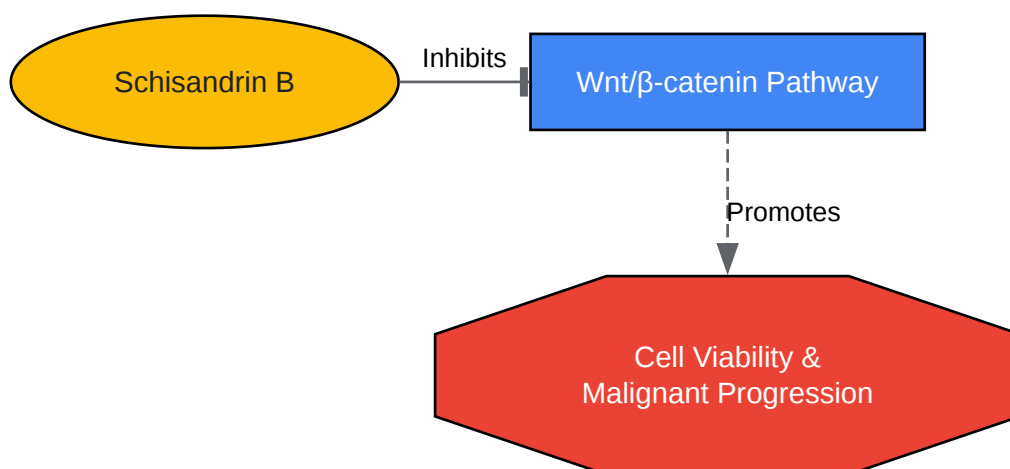 Schisandrin B
Inhibits
Wnt/β-catenin Pathway
Promotes
Cell Viability &
Malignant Progression